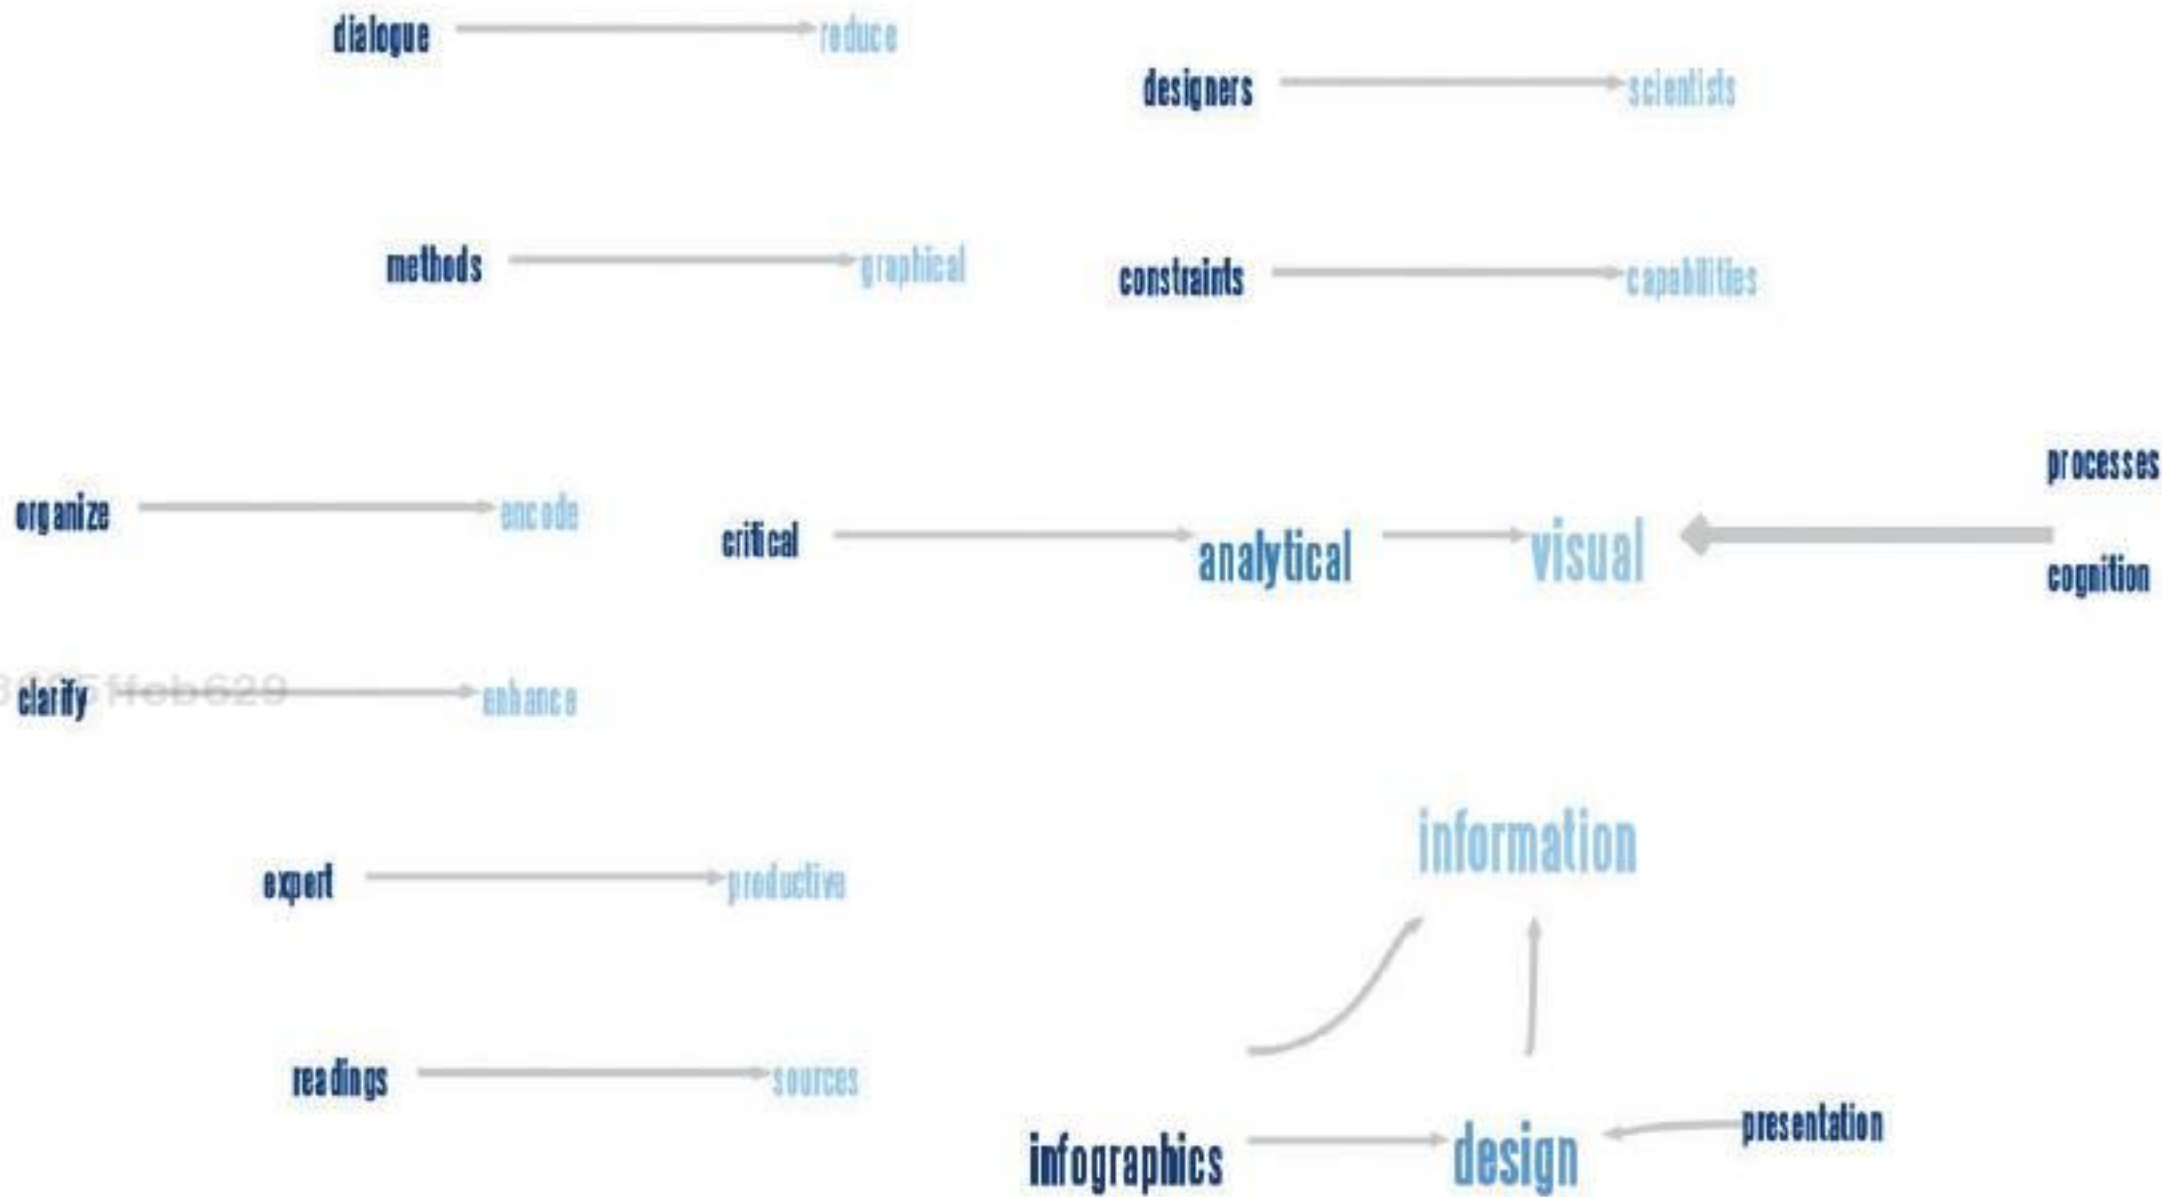 dialogue reduce
designers scientists
methods graphical
constraints capabilities
processes
organize encode
critical analytical visual
cognition
clarify enhance
information
expert productive
readings sources
presentation
infographics design